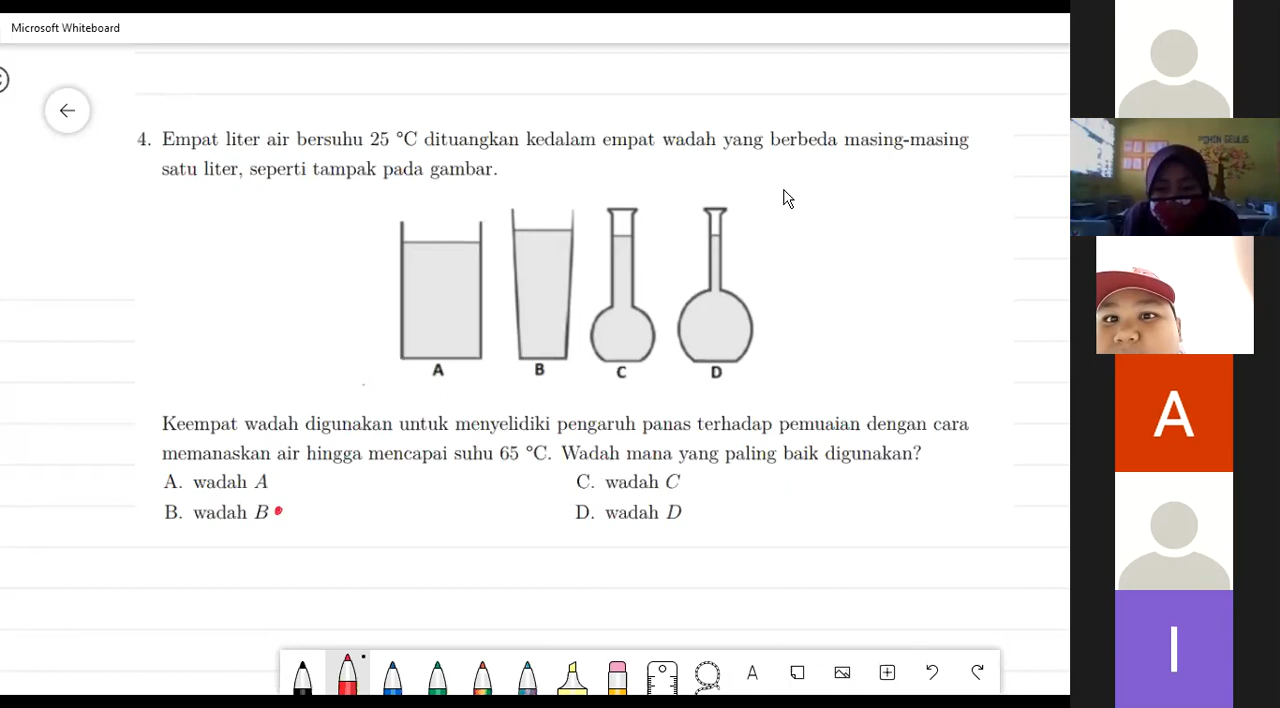 Microsoft Whiteboard
4. Empat liter air bersuhu 25 °C dituangkan kedalam empat wadah yang berbeda masing-masing
satu liter, seperti tampak pada gambar.
A B C D
Keempat wadah digunakan untuk menyelidiki pengaruh panas terhadap pemuaian dengan cara
memanaskan air hingga mencapai suhu 65 °C. Wadah mana yang paling baik digunakan?
A. wadah A
B. wadah B
C. wadah C
D. wadah D
POHON GEULIS
A
I
A